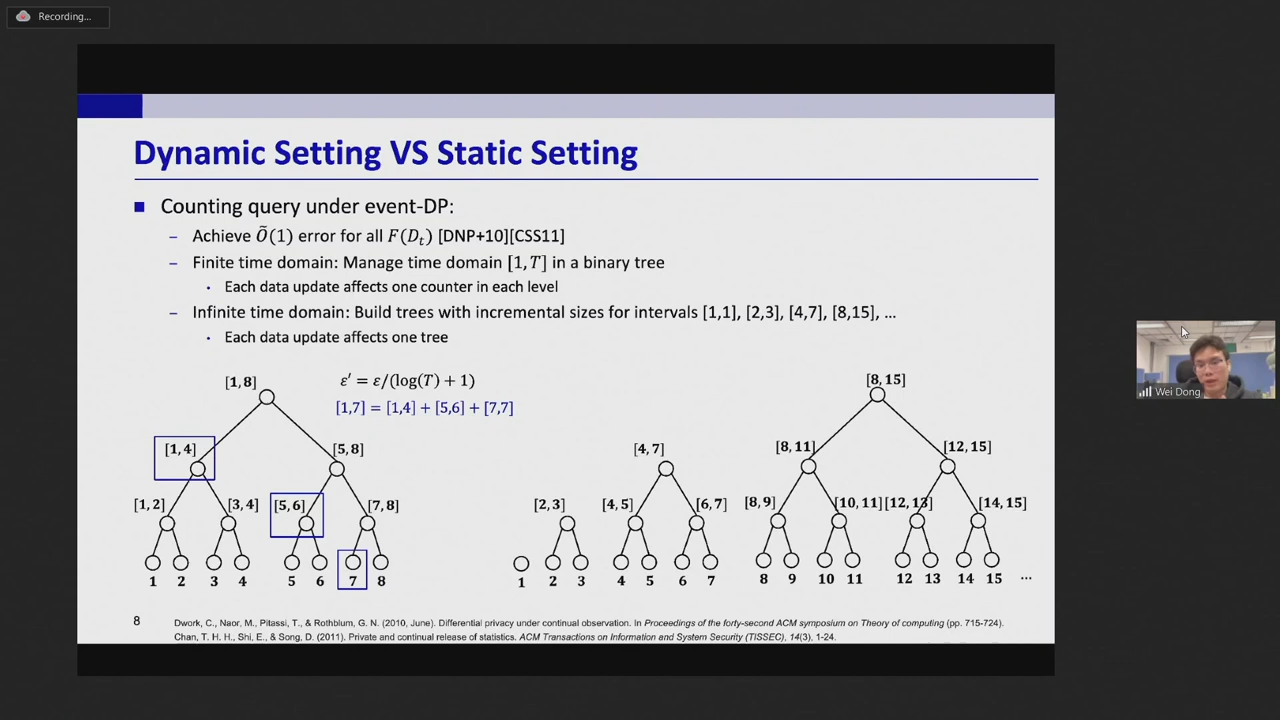 Recording...
Dynamic Setting VS Static Setting
Counting query under event-DP:
– Achieve Õ(1) error for all F(D_t) [DNP+10][CSS11]
– Finite time domain: Manage time domain [1, T] in a binary tree
• Each data update affects one counter in each level
– Infinite time domain: Build trees with incremental sizes for intervals [1,1], [2,3], [4,7], [8,15], …
• Each data update affects one tree
[1,8]
ε′ = ε/(log(T) + 1)
[1,7] = [1,4] + [5,6] + [7,7]
[1,4]
[5,8]
[1,2]
[3,4]
[5,6]
[7,8]
1 2 3 4 5 6 7 8
[8,15]
[4,7]
[8,11]
[12,15]
[2,3]
[4,5]
[6,7]
[8,9]
[10,11]
[12,13]
[14,15]
1 2 3 4 5 6 7 8 9 10 11 12 13 14 15 …
Wei Dong
8
Dwork, C., Naor, M., Pitassi, T., & Rothblum, G. N. (2010, June). Differential privacy under continual observation. In Proceedings of the forty-second ACM symposium on Theory of computing (pp. 715-724).
Chan, T. H. H., Shi, E., & Song, D. (2011). Private and continual release of statistics. ACM Transactions on Information and System Security (TISSEC), 14(3), 1-24.